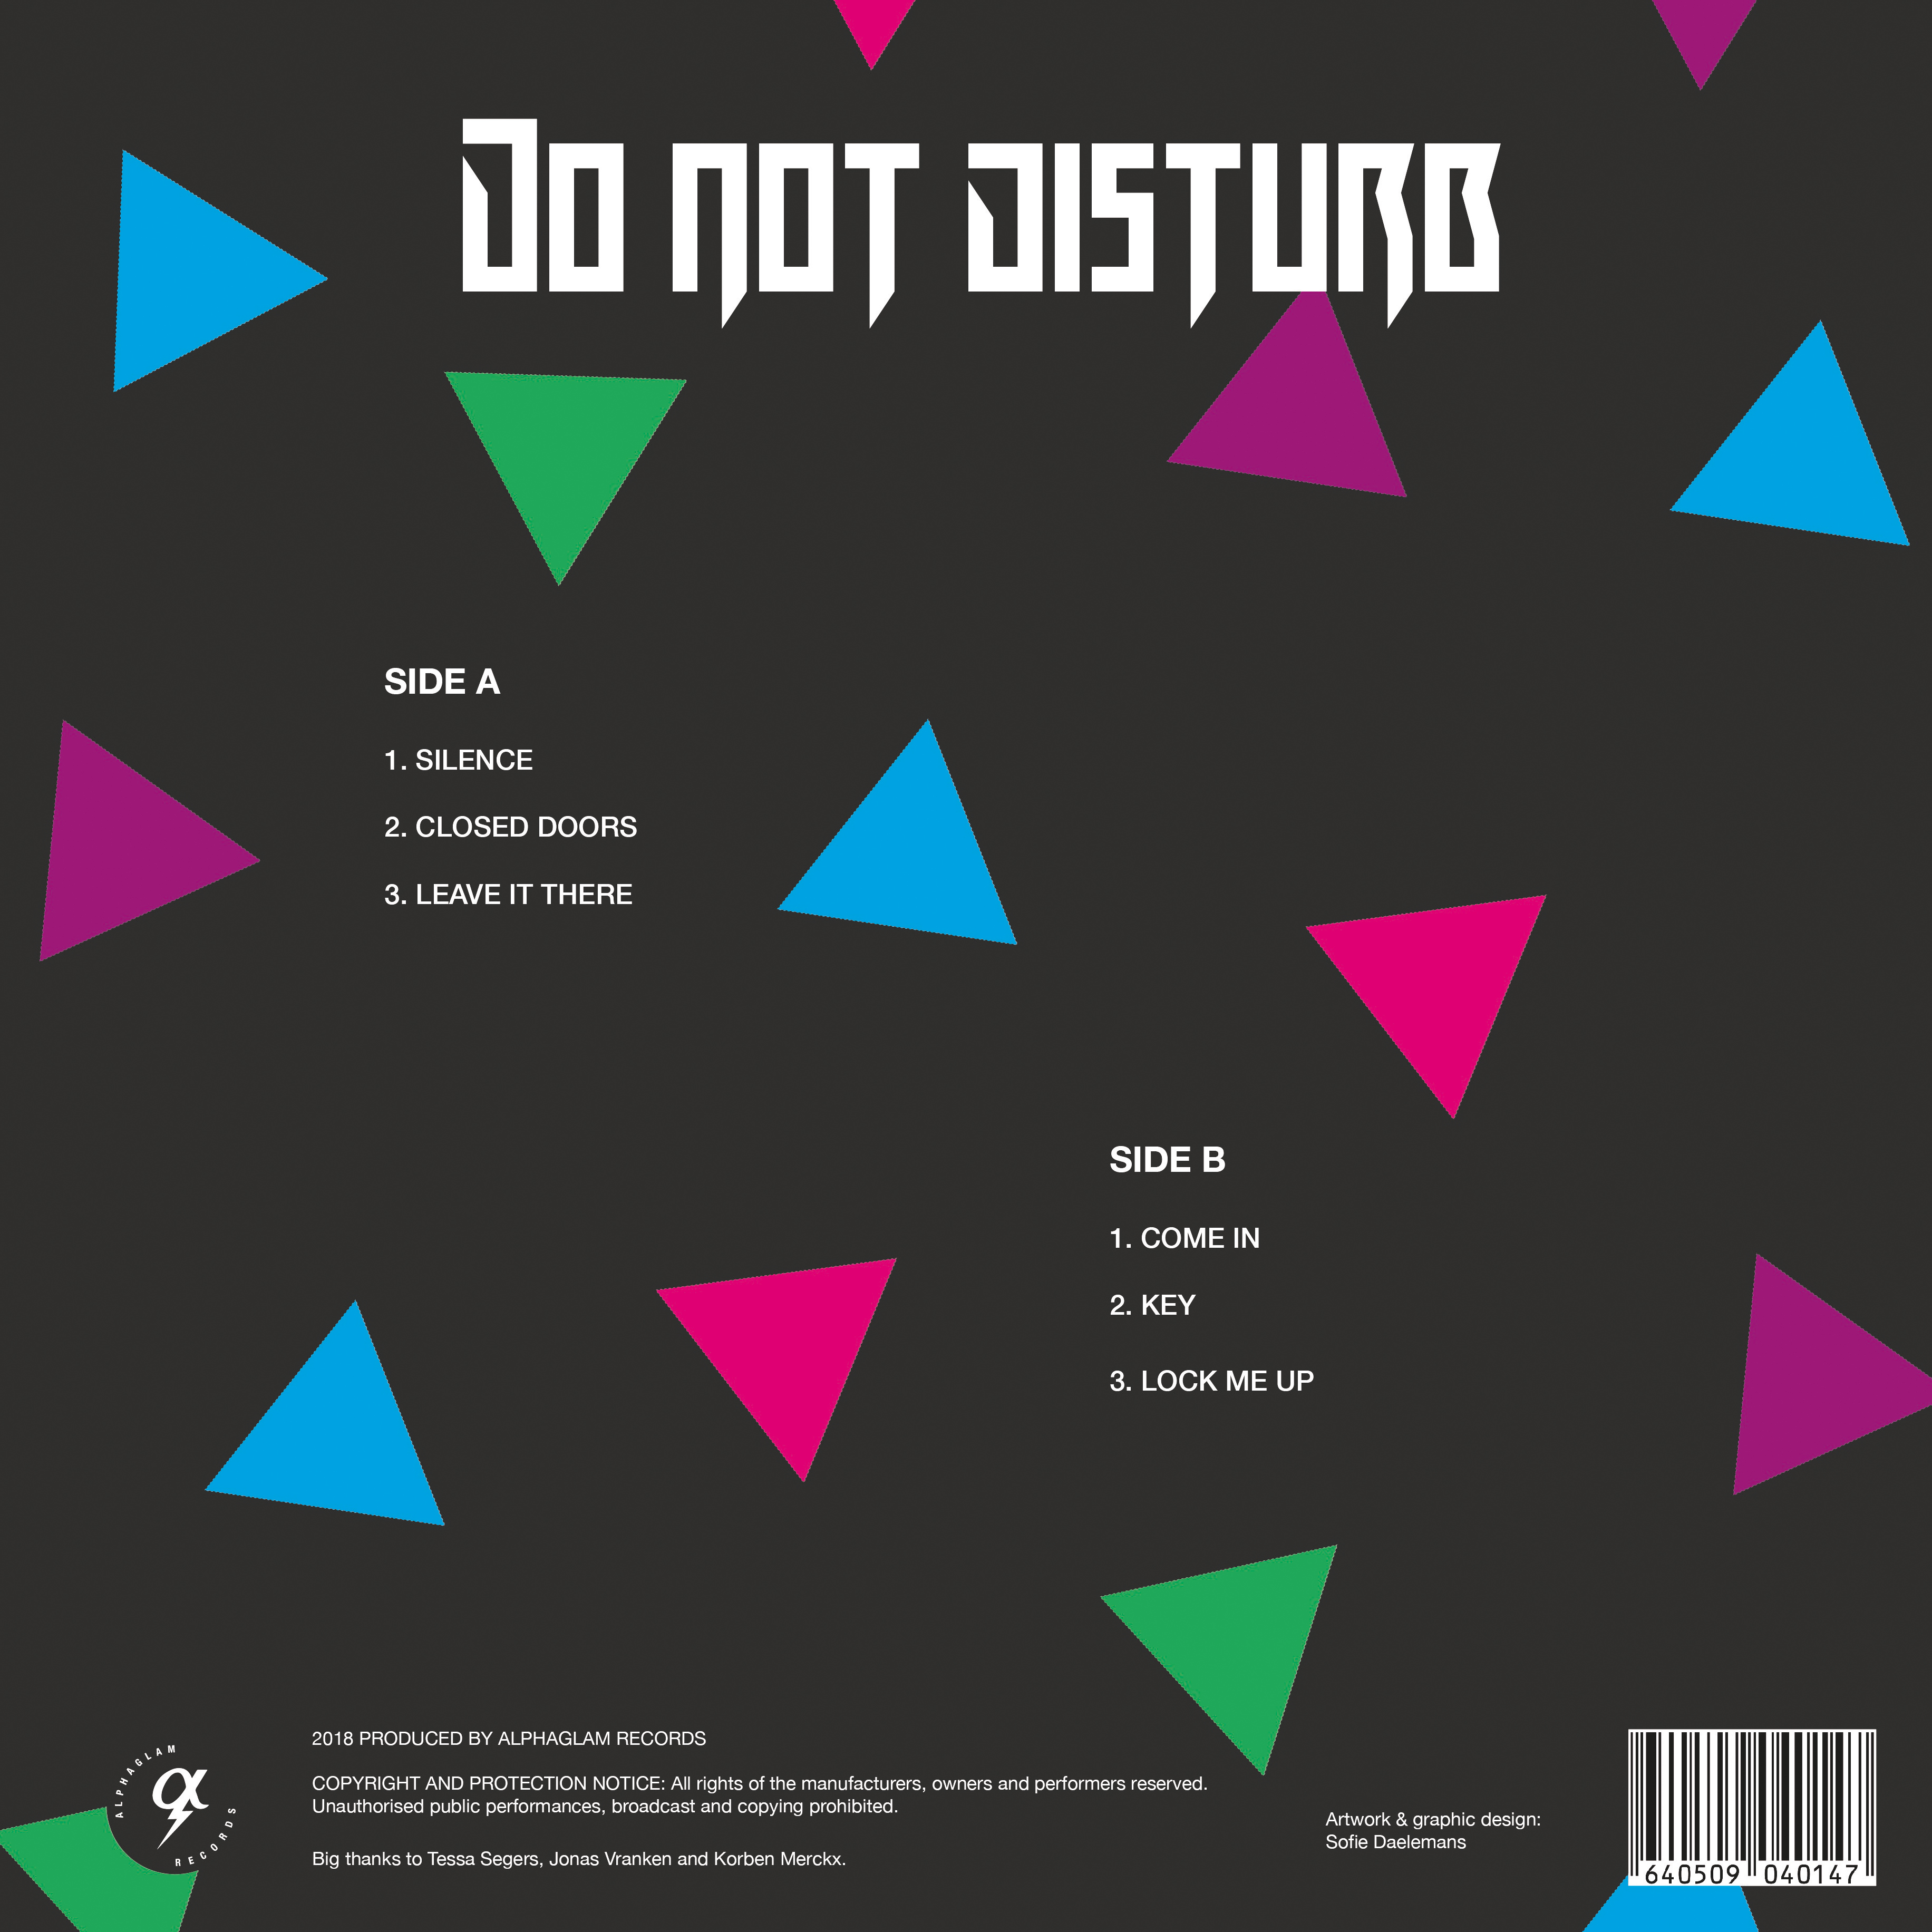 DO NOT DISTURB
SIDE A
1. SILENCE
2. CLOSED DOORS
3. LEAVE IT THERE
SIDE B
1. COME IN
2. KEY
3. LOCK ME UP
ALPHAGLAM
α
RECORDS
2018 PRODUCED BY ALPHAGLAM RECORDS
COPYRIGHT AND PROTECTION NOTICE: All rights of the manufacturers, owners and performers reserved.
Unauthorised public performances, broadcast and copying prohibited.
Big thanks to Tessa Segers, Jonas Vranken and Korben Merckx.
Artwork & graphic design:
Sofie Daelemans
640509 040147